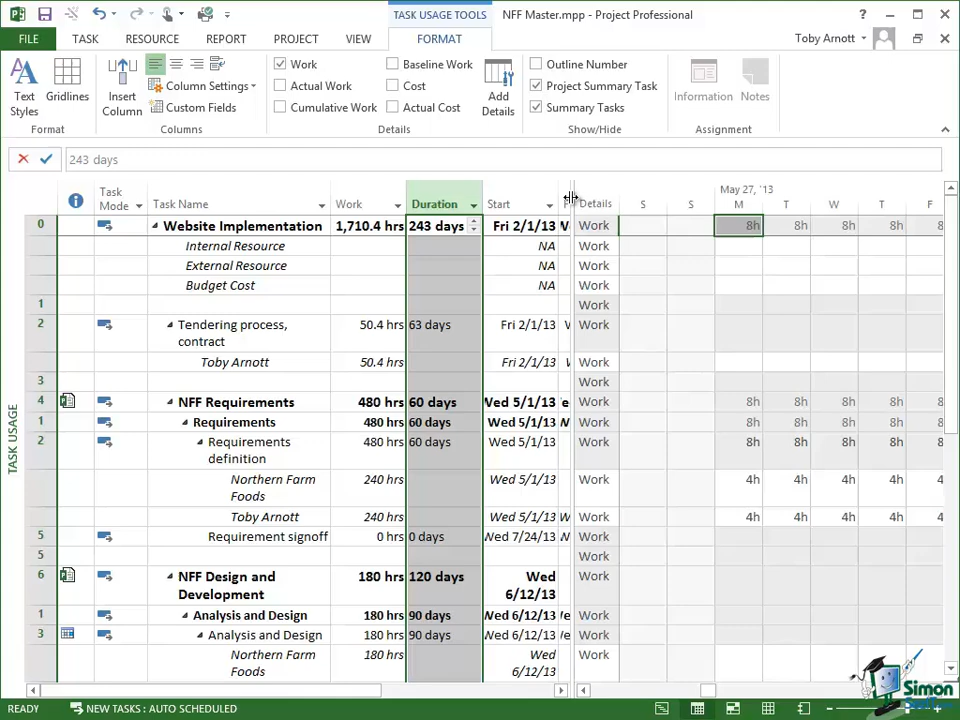 TASK USAGE TOOLS
NFF Master.mpp - Project Professional
FILE TASK RESOURCE REPORT PROJECT VIEW FORMAT Toby Arnott
Text Styles
Gridlines
Format
Insert Column
Column Settings
Custom Fields
Columns
Work
Actual Work
Cumulative Work
Baseline Work
Cost
Actual Cost
Add Details
Details
Outline Number
Project Summary Task
Summary Tasks
Show/Hide
Information
Notes
Assignment
243 days
May 27, '13
Task Mode Task Name Work Duration Start Details S S M T W T F
0 Website Implementation 1,710.4 hrs 243 days Fri 2/1/13 Work 8h 8h 8h 8h 8
Internal Resource NA Work
External Resource NA Work
Budget Cost NA Work
1 Work
2 Tendering process, contract 50.4 hrs 63 days Fri 2/1/13 Work
Toby Arnott 50.4 hrs Fri 2/1/13 Work
3 Work
4 NFF Requirements 480 hrs 60 days Wed 5/1/13 Work 8h 8h 8h 8h 8
1 Requirements 480 hrs 60 days Wed 5/1/13 Work 8h 8h 8h 8h 8
2 Requirements definition 480 hrs 60 days Wed 5/1/13 Work 8h 8h 8h 8h 8
Northern Farm Foods 240 hrs Wed 5/1/13 Work 4h 4h 4h 4h 4
Toby Arnott 240 hrs Wed 5/1/13 Work 4h 4h 4h 4h 4
5 Requirement signoff 0 hrs 0 days Wed 7/24/13 Work
5 Work
6 NFF Design and Development 180 hrs 120 days Wed 6/12/13 Work
1 Analysis and Design 180 hrs 90 days Wed 6/12/13 Work
3 Analysis and Design 180 hrs 90 days Wed 6/12/13 Work
Northern Farm Foods 180 hrs Wed 6/12/13 Work
TASK USAGE
READY NEW TASKS : AUTO SCHEDULED
Simon